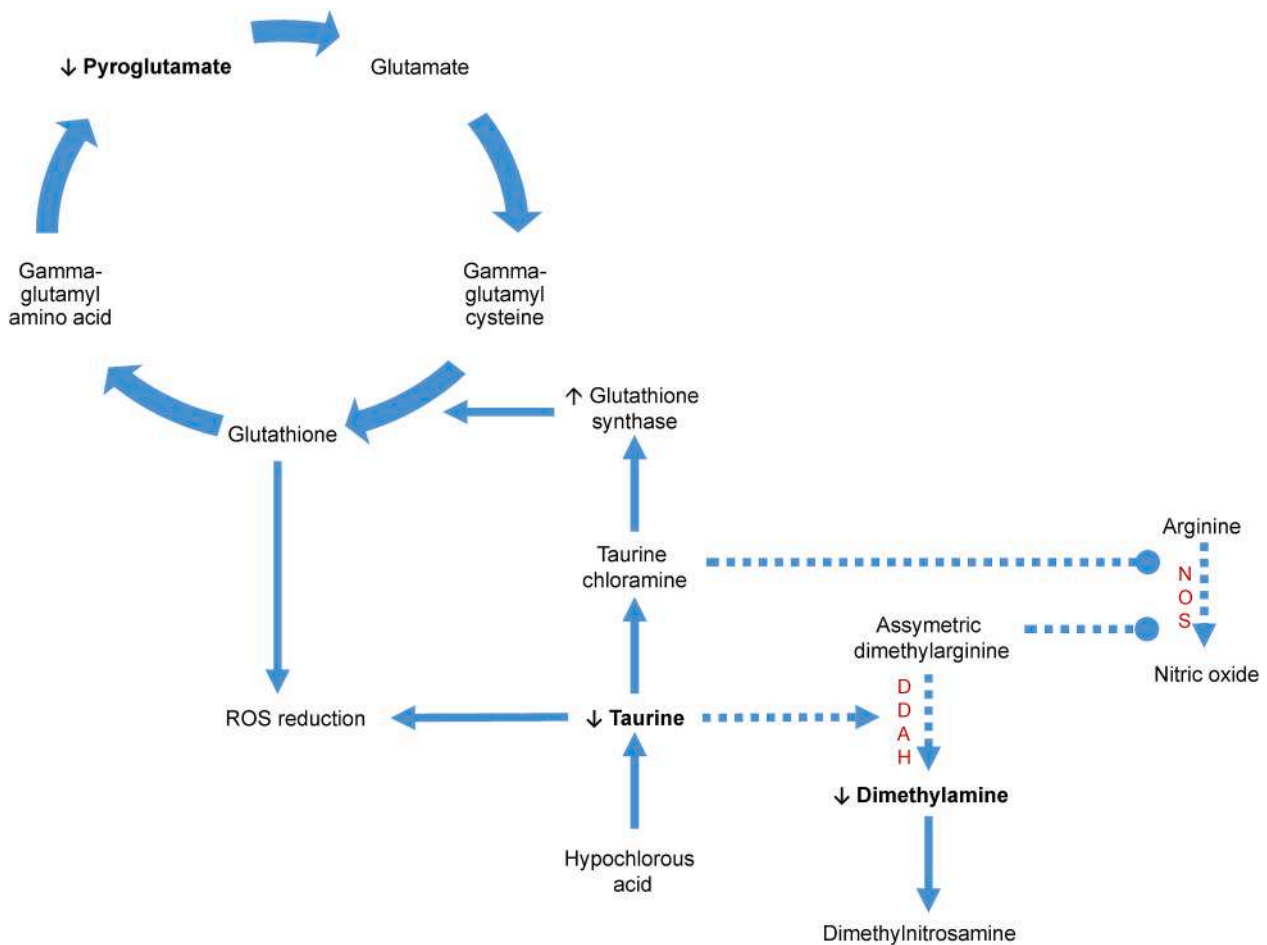 ↓ Pyroglutamate
Glutamate
Gamma-
glutamyl
amino acid
Gamma-
glutamyl
cysteine
↑ Glutathione
synthase
Glutathione
Arginine
Taurine
chloramine
N
O
S
Assymetric
dimethylarginine
Nitric oxide
D
D
A
H
ROS reduction
↓ Taurine
↓ Dimethylamine
Hypochlorous
acid
Dimethylnitrosamine